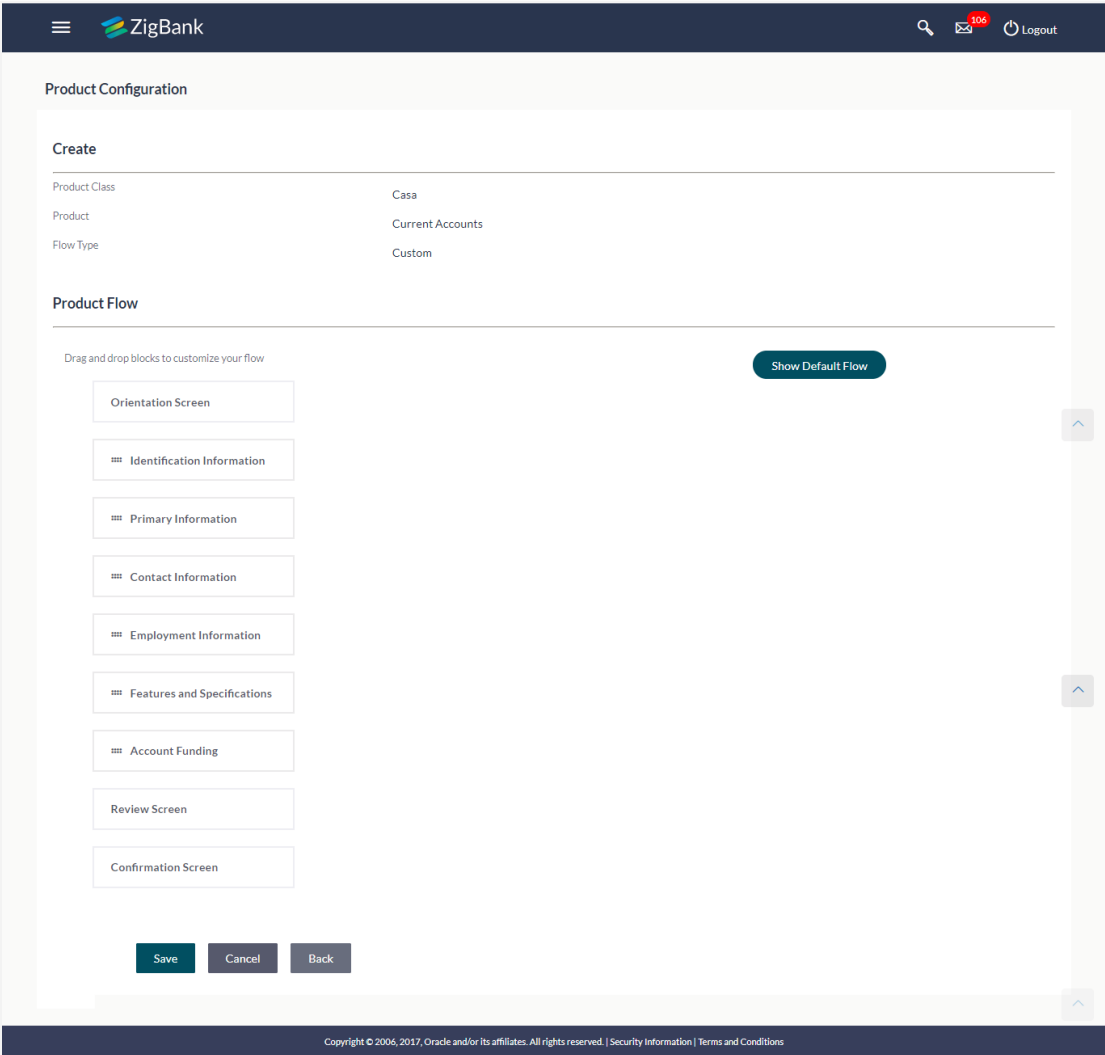 ZigBank
106
Logout
Product Configuration
Create
Product Class
Casa
Product
Current Accounts
Flow Type
Custom
Product Flow
Drag and drop blocks to customize your flow
Show Default Flow
Orientation Screen
Identification Information
Primary Information
Contact Information
Employment Information
Features and Specifications
Account Funding
Review Screen
Confirmation Screen
Save Cancel Back
Copyright © 2006, 2017, Oracle and/or its affiliates. All rights reserved. | Security Information | Terms and Conditions